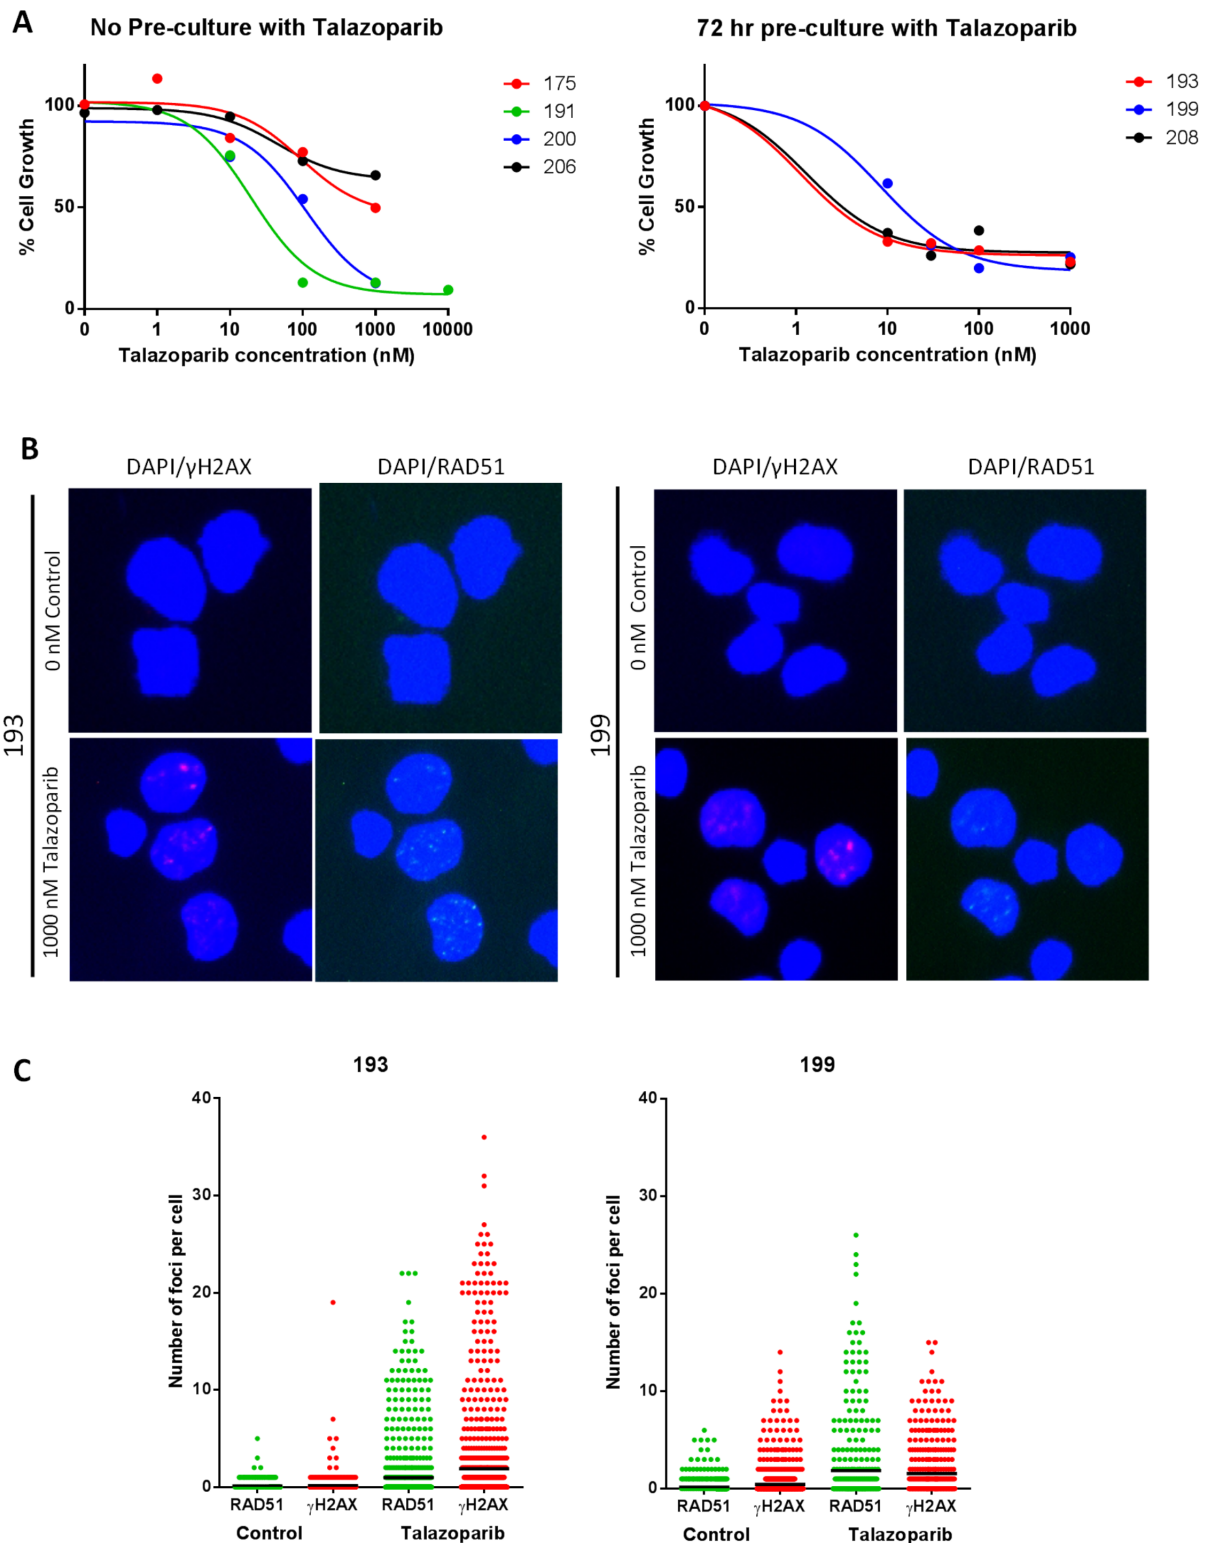 A
No Pre-culture with Talazoparib
72 hr pre-culture with Talazoparib
175
191
200
206
193
199
208
% Cell Growth
100
50
0
0 1 10 100 1000 10000
Talazoparib concentration (nM)
% Cell Growth
100
50
0
0 1 10 100 1000
Talazoparib concentration (nM)
B
DAPI/γH2AX
DAPI/RAD51
DAPI/γH2AX
DAPI/RAD51
193
0 nM Control
1000 nM Talazoparib
199
0 nM Control
1000 nM Talazoparib
C
193
Number of foci per cell
40
30
20
10
0
RAD51 γH2AX RAD51 γH2AX
Control Talazoparib
199
Number of foci per cell
40
30
20
10
0
RAD51 γH2AX RAD51 γH2AX
Control Talazoparib